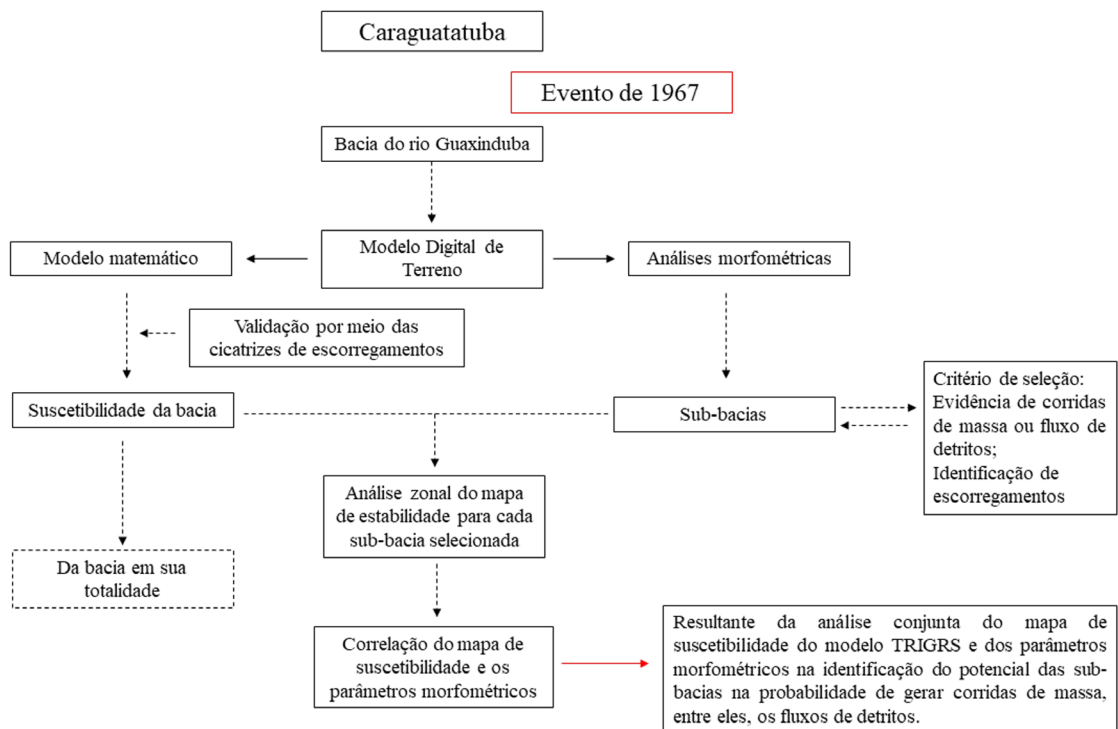 Caraguatatuba
Evento de 1967
Bacia do rio Guaxinduba
Modelo matemático
Modelo Digital de
Terreno
Análises morfométricas
Validação por meio das
cicatrizes de escorregamentos
Suscetibilidade da bacia
Sub-bacias
Critério de seleção:
Evidência de corridas
de massa ou fluxo de
detritos;
Identificação de
escorregamentos
Análise zonal do mapa
de estabilidade para cada
sub-bacia selecionada
Da bacia em sua
totalidade
Correlação do mapa de
suscetibilidade e os
parâmetros morfométricos
Resultante da análise conjunta do mapa de
suscetibilidade do modelo TRIGRS e dos parâmetros
morfométricos na identificação do potencial das sub-
bacias na probabilidade de gerar corridas de massa,
entre eles, os fluxos de detritos.